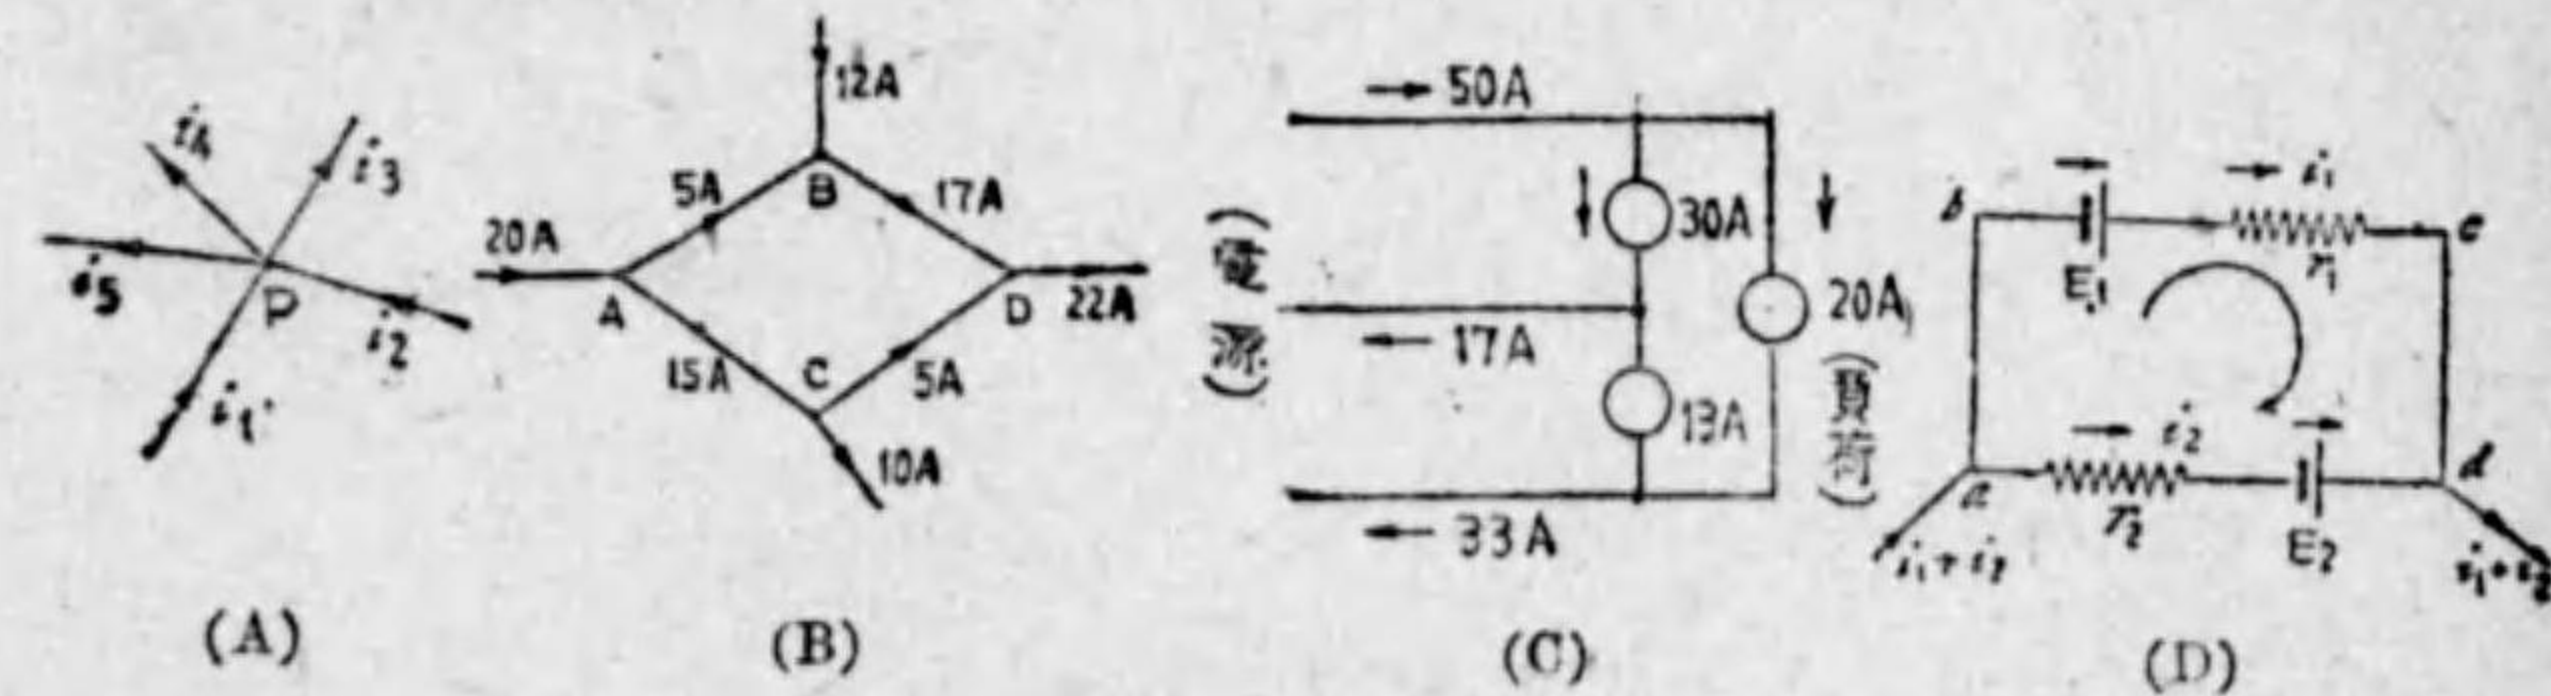 i4
i3
i5
P
i2
i1
(A)
12A
5A
B
17A
20A
A
D
22A
15A
C
5A
10A
(B)
(電源)
50A
30A
20A
17A
13A
(負荷)
33A
(C)
i1
b
c
E1
r1
i2
a
d
r2
E2
i1+i2
i1+i2
(D)